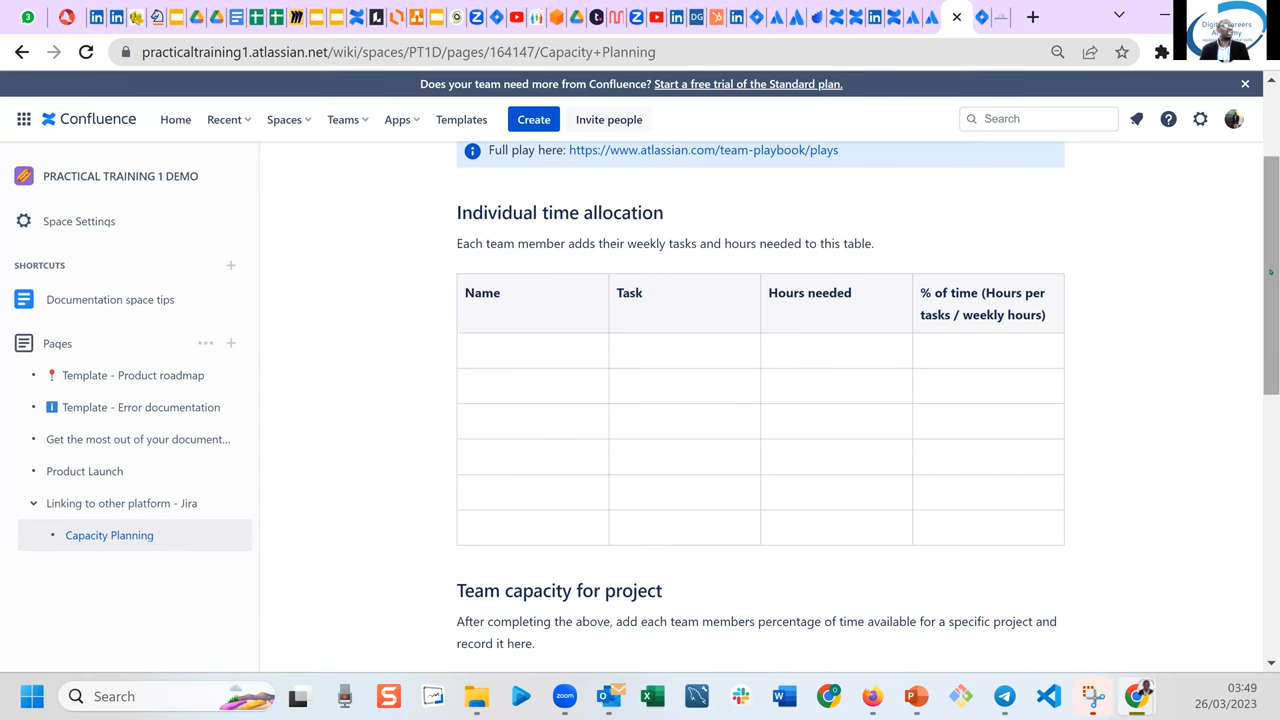 practicaltraining1.atlassian.net/wiki/spaces/PT1D/pages/164147/Capacity+Planning
Does your team need more from Confluence? Start a free trial of the Standard plan.
Confluence Home Recent Spaces Teams Apps Templates Create Invite people Search
Full play here: https://www.atlassian.com/team-playbook/plays
PRACTICAL TRAINING 1 DEMO
Space Settings
SHORTCUTS
Documentation space tips
Pages
Template - Product roadmap
Template - Error documentation
Get the most out of your document...
Product Launch
Linking to other platform - Jira
Capacity Planning
Individual time allocation
Each team member adds their weekly tasks and hours needed to this table.
Name Task Hours needed % of time (Hours per
tasks / weekly hours)
Team capacity for project
After completing the above, add each team members percentage of time available for a specific project and
record it here.
Search
03:49
26/03/2023